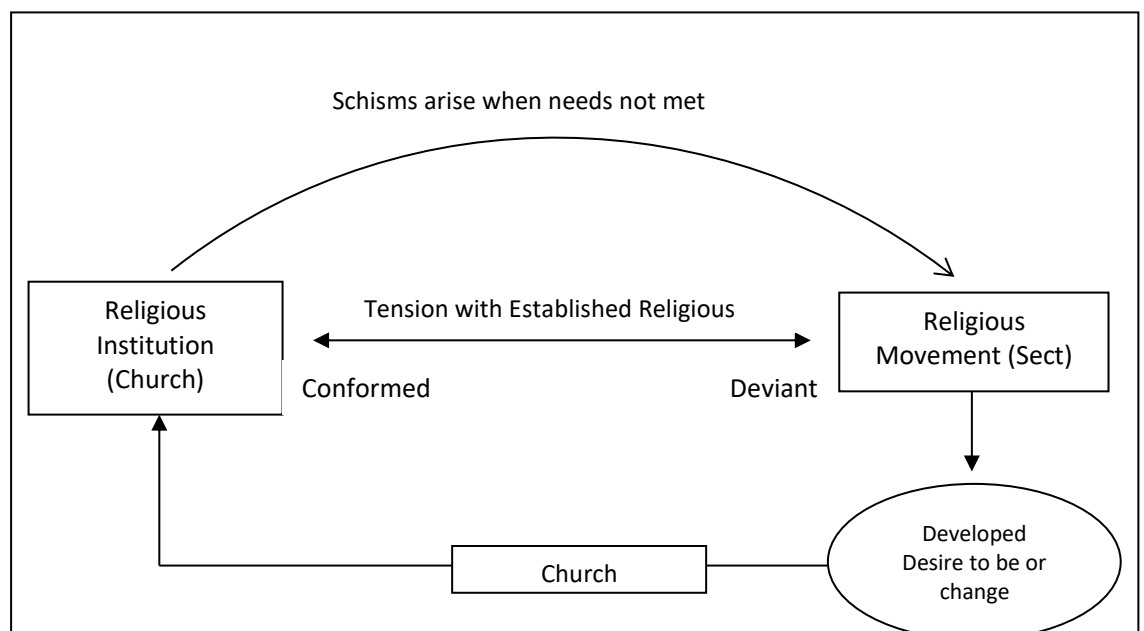 Schisms arise when needs not met
Religious
Institution
(Church)
Tension with Established Religious
Conformed
Deviant
Religious
Movement (Sect)
Church
Developed
Desire to be or
change